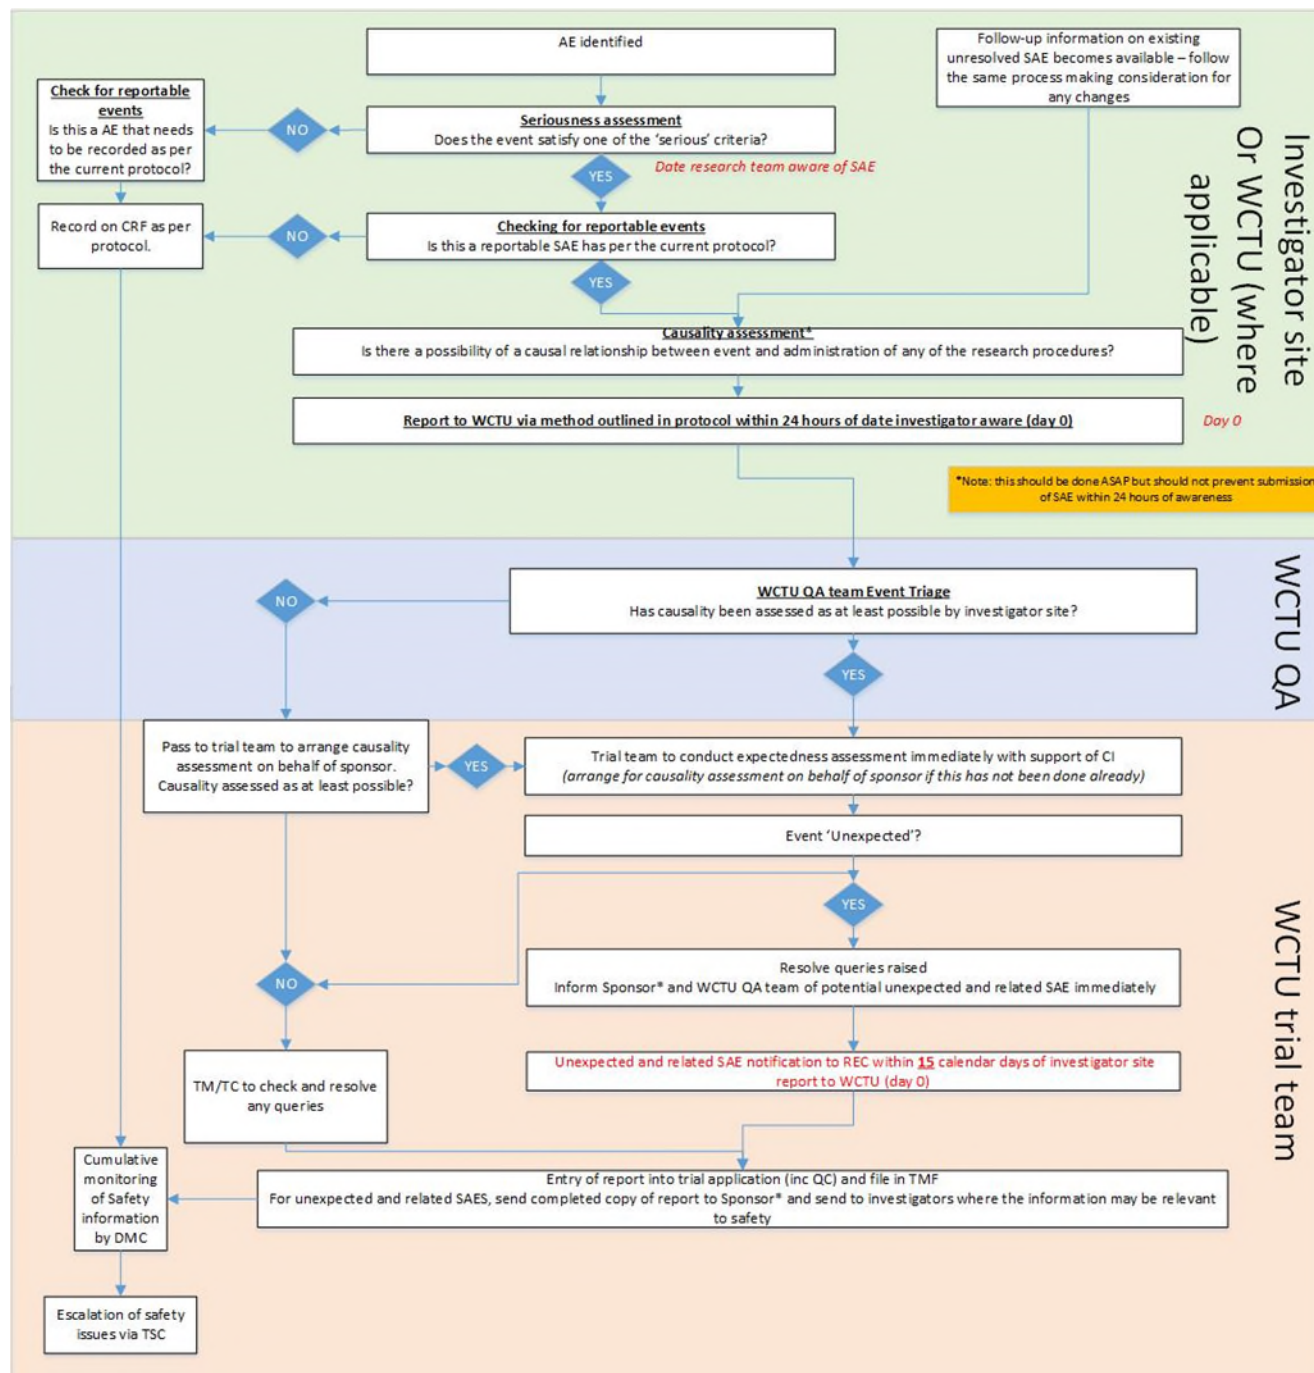 AE identified
Follow-up information on existing
unresolved SAE becomes available – follow
the same process making consideration for
any changes
Check for reportable
events
Is this a AE that needs
to be recorded as per
the current protocol?
NO
Seriousness assessment
Does the event satisfy one of the ‘serious’ criteria?
YES
Date research team aware of SAE
Record on CRF as per
protocol.
NO
Checking for reportable events
Is this a reportable SAE has per the current protocol?
YES
Investigator site
Or WCTU (where
applicable)
Causality assessment*
Is there a possibility of a causal relationship between event and administration of any of the research procedures?
Report to WCTU via method outlined in protocol within 24 hours of date investigator aware (day 0)
Day 0
*Note: this should be done ASAP but should not prevent submission
of SAE within 24 hours of awareness
NO
WCTU QA team Event Triage
Has causality been assessed as at least possible by investigator site?
YES
WCTU QA
Pass to trial team to arrange causality
assessment on behalf of sponsor.
Causality assessed as at least possible?
YES
Trial team to conduct expectedness assessment immediately with support of CI
(arrange for causality assessment on behalf of sponsor if this has not been done already)
Event ‘Unexpected’?
YES
NO
Resolve queries raised
Inform Sponsor* and WCTU QA team of potential unexpected and related SAE immediately
WCTU trial team
TM/TC to check and resolve
any queries
Unexpected and related SAE notification to REC within 15 calendar days of investigator site
report to WCTU (day 0)
Cumulative
monitoring
of Safety
information
by DMC
Entry of report into trial application (inc QC) and file in TMF
For unexpected and related SAES, send completed copy of report to Sponsor* and send to investigators where the information may be relevant
to safety
Escalation of safety
issues via TSC